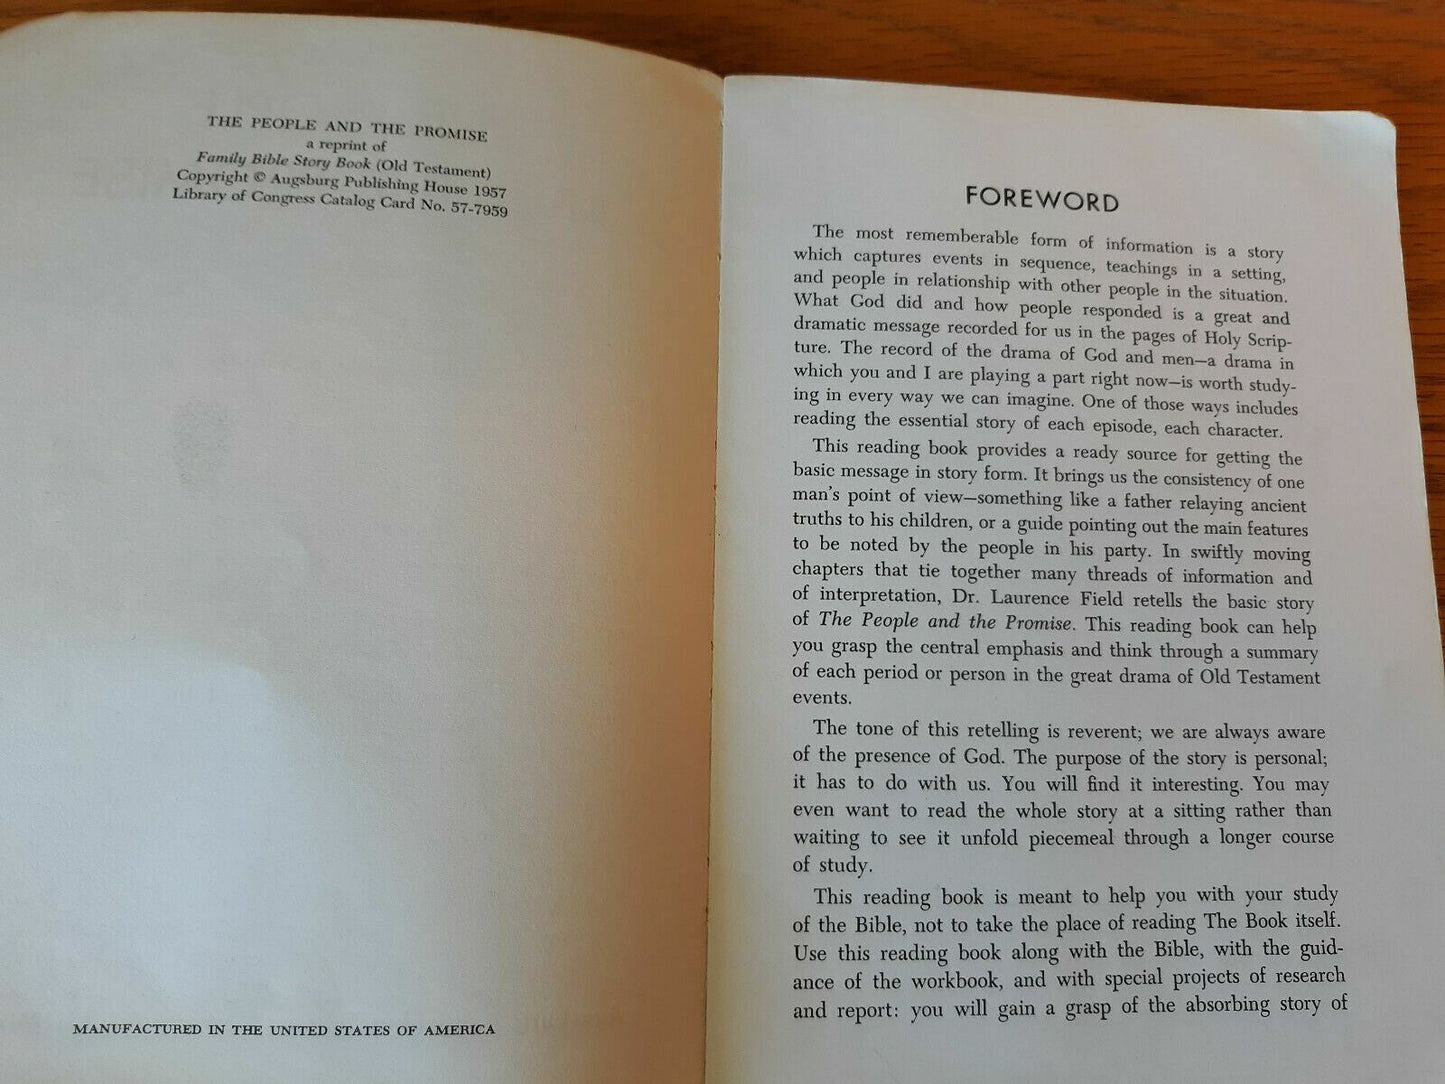 THE PEOPLE AND THE PROMISE
a reprint of
Family Bible Story Book (Old Testament)
Copyright © Augsburg Publishing House 1957
Library of Congress Catalog Card No. 57-7959
MANUFACTURED IN THE UNITED STATES OF AMERICA
FOREWORD
The most rememberable form of information is a story
which captures events in sequence, teachings in a setting,
and people in relationship with other people in the situation.
What God did and how people responded is a great and
dramatic message recorded for us in the pages of Holy Scrip-
ture. The record of the drama of God and men—a drama in
which you and I are playing a part right now—is worth study-
ing in every way we can imagine. One of those ways includes
reading the essential story of each episode, each character.
This reading book provides a ready source for getting the
basic message in story form. It brings us the consistency of one
man's point of view—something like a father relaying ancient
truths to his children, or a guide pointing out the main features
to be noted by the people in his party. In swiftly moving
chapters that tie together many threads of information and
of interpretation, Dr. Laurence Field retells the basic story
of The People and the Promise. This reading book can help
you grasp the central emphasis and think through a summary
of each period or person in the great drama of Old Testament
events.
The tone of this retelling is reverent; we are always aware
of the presence of God. The purpose of the story is personal;
it has to do with us. You will find it interesting. You may
even want to read the whole story at a sitting rather than
waiting to see it unfold piecemeal through a longer course
of study.
This reading book is meant to help you with your study
of the Bible, not to take the place of reading The Book itself.
Use this reading book along with the Bible, with the guid-
ance of the workbook, and with special projects of research
and report: you will gain a grasp of the absorbing story of